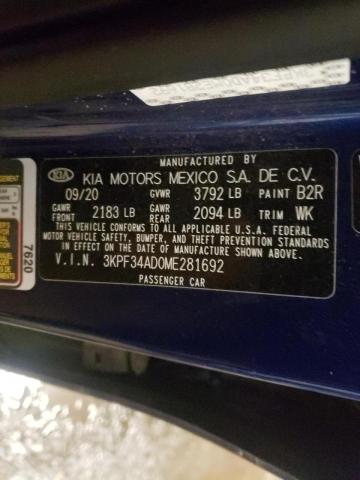 MANUFACTURED BY
KIA KIA MOTORS MEXICO S.A. DE C.V.
09/20 GVWR 3792 LB PAINT B2R
GAWR FRONT 2183 LB GAWR REAR 2094 LB TRIM WK
THIS VEHICLE CONFORMS TO ALL APPLICABLE U.S.A. FEDERAL
MOTOR VEHICLE SAFETY, BUMPER, AND THEFT PREVENTION STANDARDS
IN EFFECT ON THE DATE OF MANUFACTURE SHOWN ABOVE.
V.I.N. 3KPF34AD0ME281692
PASSENGER CAR
7620